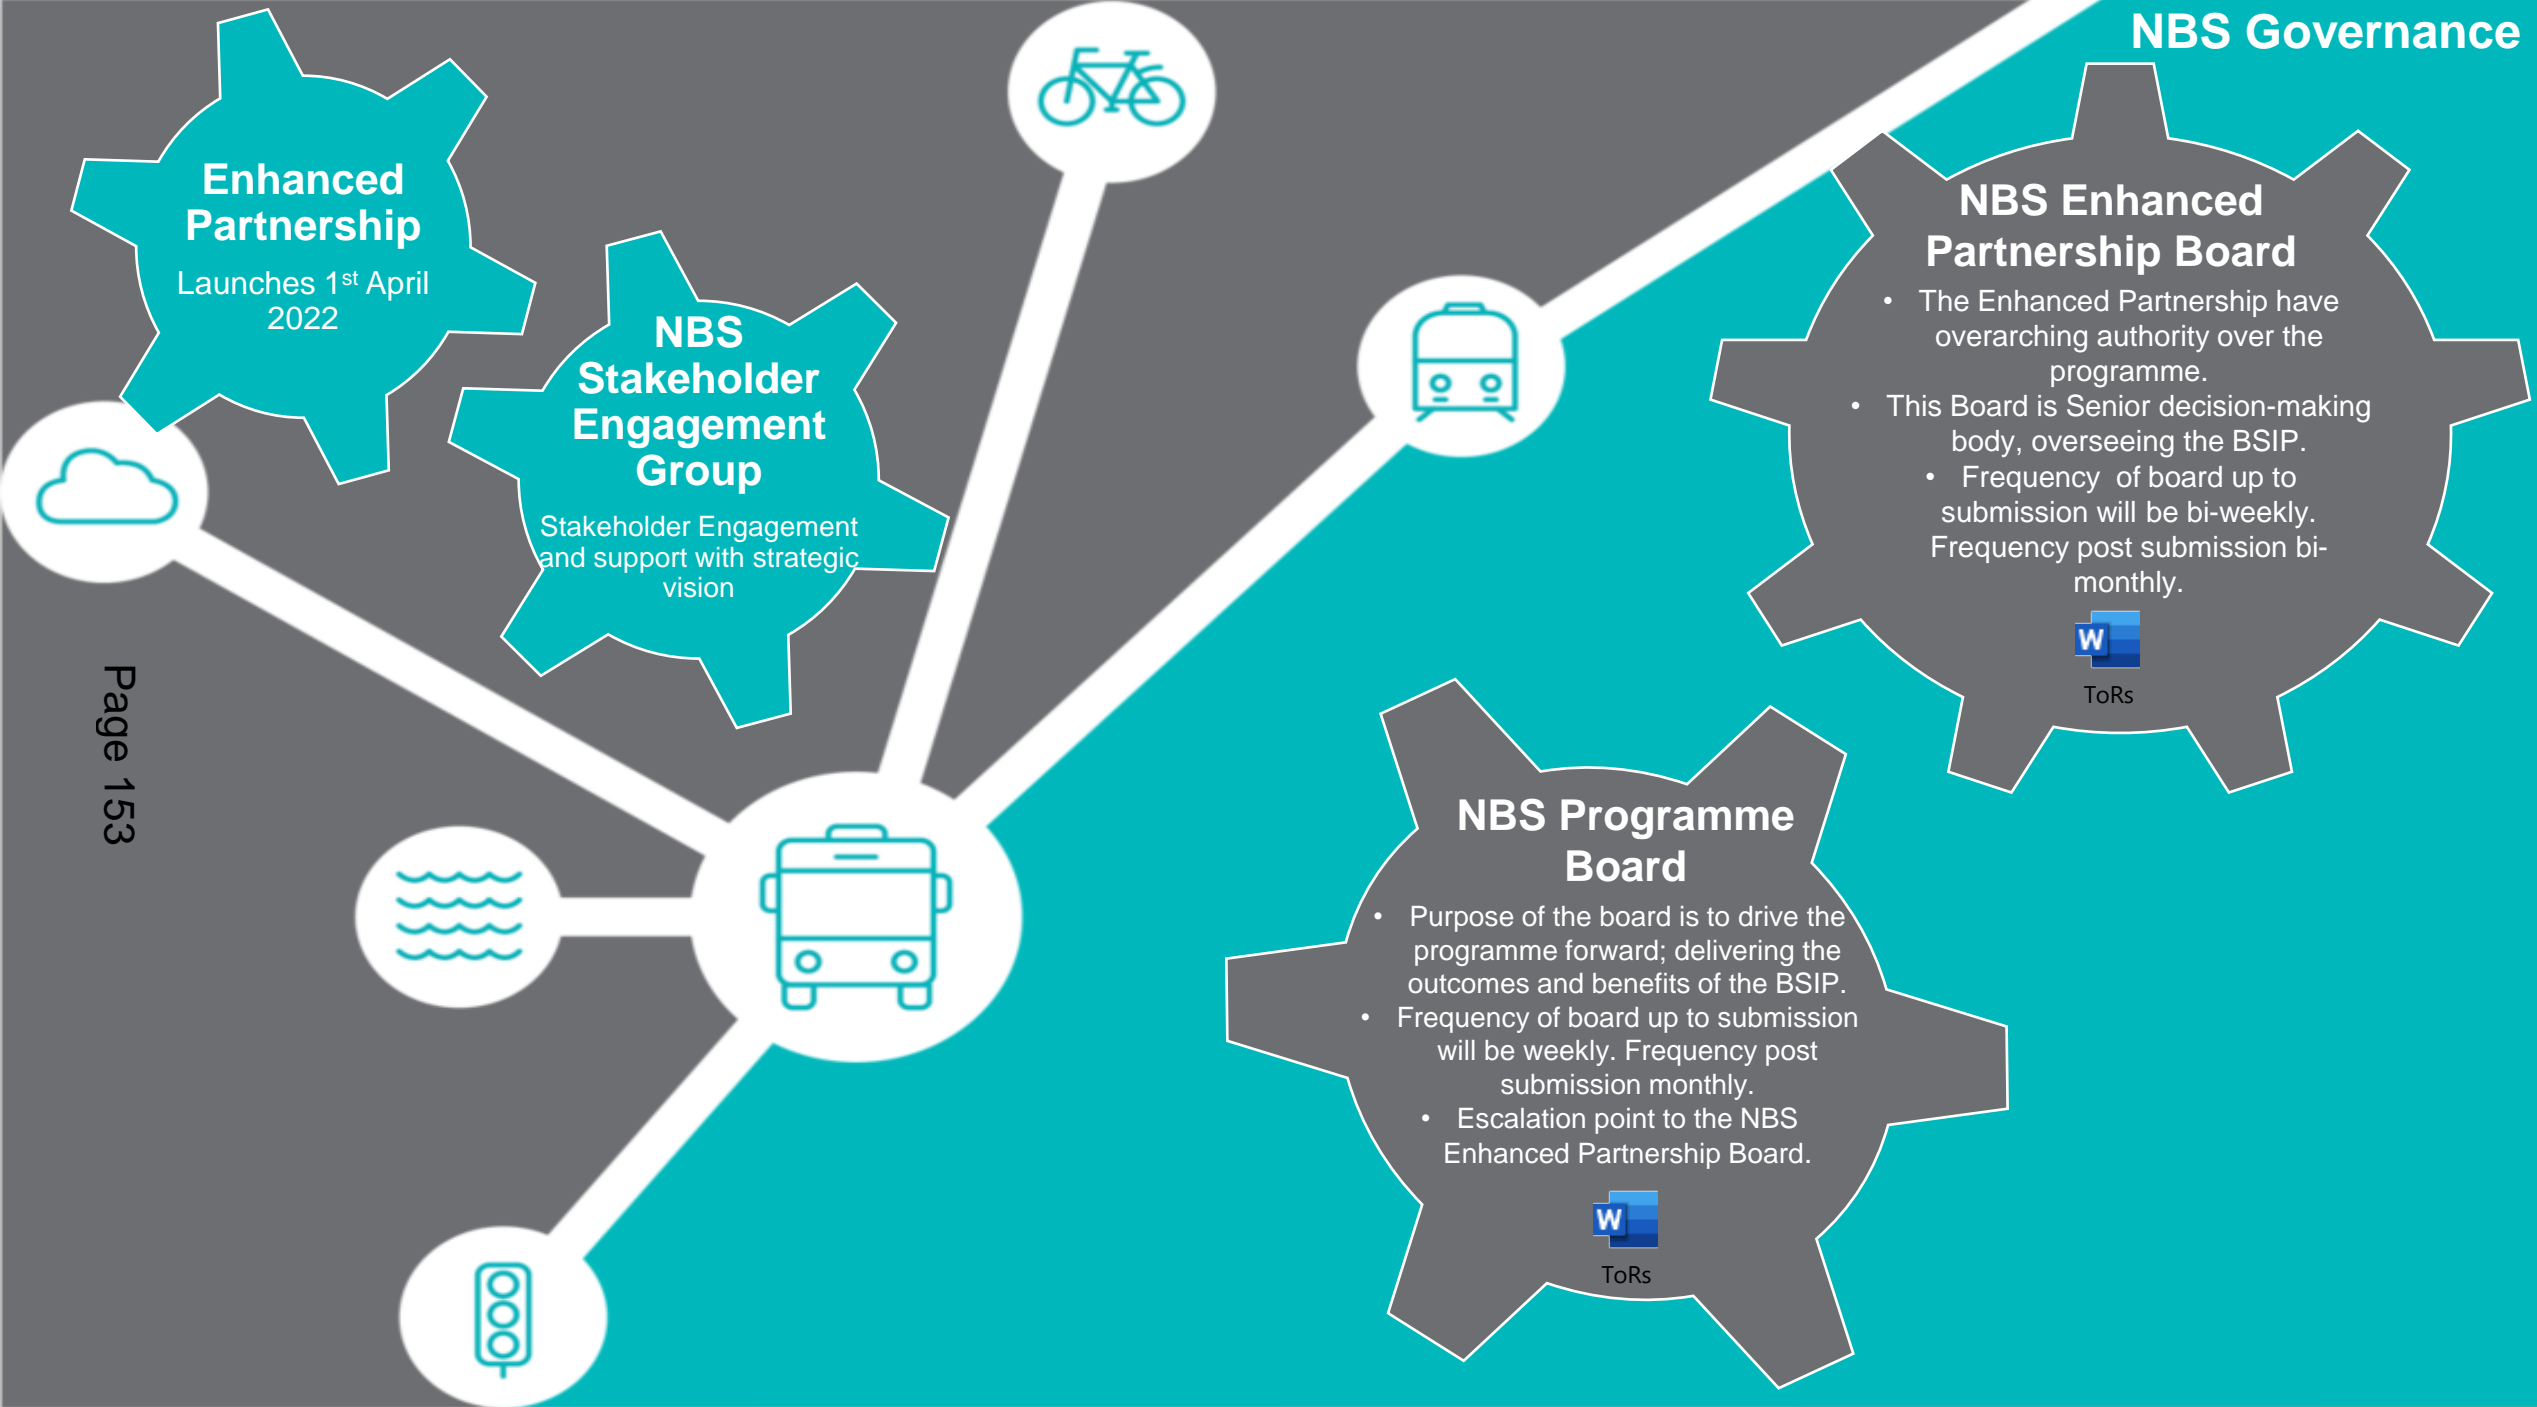 NBS Governance
Enhanced
Partnership
Launches 1st April
2022
NBS
Stakeholder
Engagement
Group
Stakeholder Engagement
and support with strategic
vision
NBS Enhanced
Partnership Board
• The Enhanced Partnership have
overarching authority over the
programme.
• This Board is Senior decision-making
body, overseeing the BSIP.
• Frequency of board up to
submission will be bi-weekly.
Frequency post submission bi-
monthly.
W
ToRs
NBS Programme
Board
• Purpose of the board is to drive the
programme forward; delivering the
outcomes and benefits of the BSIP.
• Frequency of board up to submission
will be weekly. Frequency post
submission monthly.
• Escalation point to the NBS
Enhanced Partnership Board.
W
ToRs
Page 153